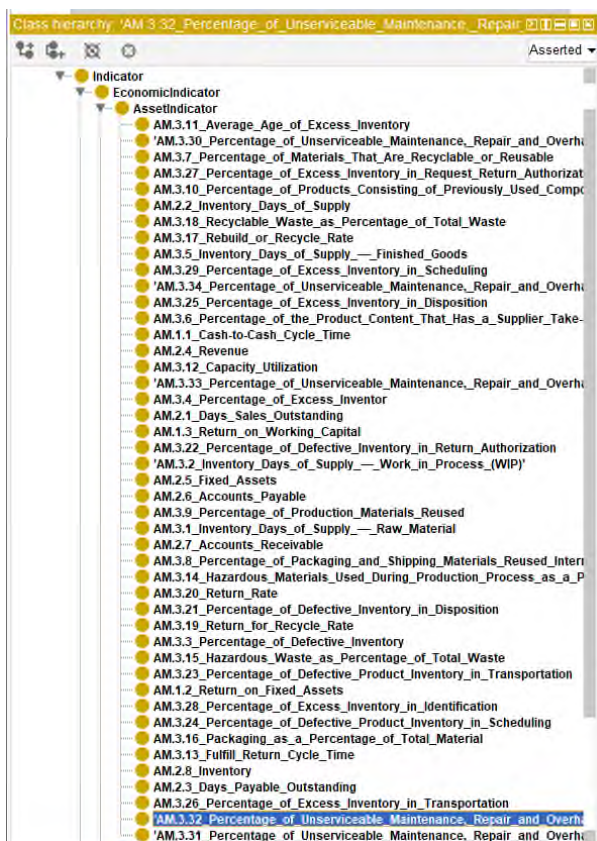 Class hierarchy: 'AM 3 32_Percentage_of_Unserviceable_Maintenance,_Repair
Asserted
Indicator
EconomicIndicator
AssetIndicator
AM.3.11_Average_Age_of_Excess_Inventory
'AM.3.30_Percentage_of_Unserviceable_Maintenance,_Repair_and_Overh
AM.3.7_Percentage_of_Materials_That_Are_Recyclable_or_Reusable
AM.3.27_Percentage_of_Excess_Inventory_in_Request_Return_Authorizat
AM.3.10_Percentage_of_Products_Consisting_of_Previously_Used_Compo
AM.2.2_Inventory_Days_of_Supply
AM.3.18_Recyclable_Waste_as_Percentage_of_Total_Waste
AM.3.17_Rebuild_or_Recycle_Rate
AM.3.5_Inventory_Days_of_Supply_—_Finished_Goods
AM.3.29_Percentage_of_Excess_Inventory_in_Scheduling
'AM.3.34_Percentage_of_Unserviceable_Maintenance,_Repair_and_Overh
AM.3.25_Percentage_of_Excess_Inventory_in_Disposition
AM.3.6_Percentage_of_the_Product_Content_That_Has_a_Supplier_Take-
AM.1.1_Cash-to-Cash_Cycle_Time
AM.2.4_Revenue
AM.3.12_Capacity_Utilization
'AM.3.33_Percentage_of_Unserviceable_Maintenance,_Repair_and_Overh
AM.3.4_Percentage_of_Excess_Inventor
AM.2.1_Days_Sales_Outstanding
AM.1.3_Return_on_Working_Capital
AM.3.22_Percentage_of_Defective_Inventory_in_Return_Authorization
'AM.3.2_Inventory_Days_of_Supply_—_Work_in_Process_(WIP)'
AM.2.5_Fixed_Assets
AM.2.6_Accounts_Payable
AM.3.9_Percentage_of_Production_Materials_Reused
AM.3.1_Inventory_Days_of_Supply_—_Raw_Material
AM.2.7_Accounts_Receivable
AM.3.8_Percentage_of_Packaging_and_Shipping_Materials_Reused_Intern
AM.3.14_Hazardous_Materials_Used_During_Production_Process_as_a_P
AM.3.20_Return_Rate
AM.3.21_Percentage_of_Defective_Inventory_in_Disposition
AM.3.19_Return_for_Recycle_Rate
AM.3.3_Percentage_of_Defective_Inventory
AM.3.15_Hazardous_Waste_as_Percentage_of_Total_Waste
AM.3.23_Percentage_of_Defective_Product_Inventory_in_Transportation
AM.1.2_Return_on_Fixed_Assets
AM.3.28_Percentage_of_Excess_Inventory_in_Identification
AM.3.24_Percentage_of_Defective_Product_Inventory_in_Scheduling
AM.3.16_Packaging_as_a_Percentage_of_Total_Material
AM.3.13_Fulfill_Return_Cycle_Time
AM.2.8_Inventory
AM.2.3_Days_Payable_Outstanding
AM.3.26_Percentage_of_Excess_Inventory_in_Transportation
'AM.3.32_Percentage_of_Unserviceable_Maintenance,_Repair_and_Overh
'AM.3.31_Percentage_of_Unserviceable_Maintenance,_Repair_and_Overh